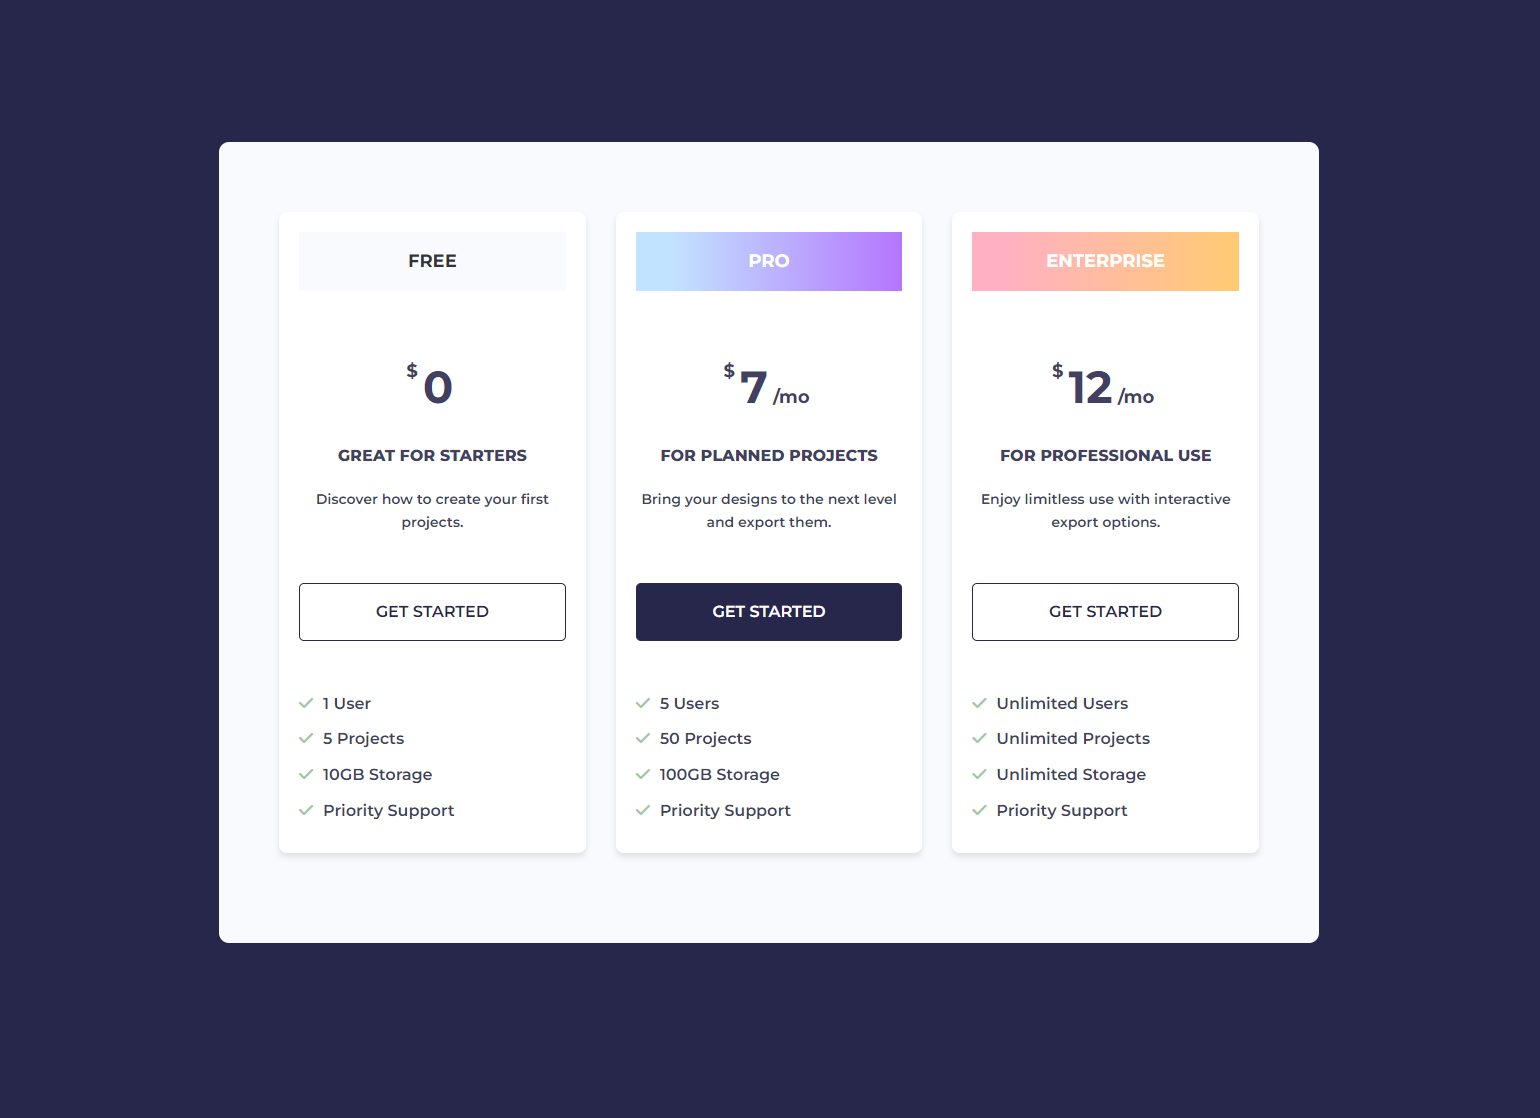 FREE
$ 0
GREAT FOR STARTERS
Discover how to create your first
projects.
GET STARTED
1 User
5 Projects
10GB Storage
Priority Support
PRO
$ 7 /mo
FOR PLANNED PROJECTS
Bring your designs to the next level
and export them.
GET STARTED
5 Users
50 Projects
100GB Storage
Priority Support
ENTERPRISE
$ 12 /mo
FOR PROFESSIONAL USE
Enjoy limitless use with interactive
export options.
GET STARTED
Unlimited Users
Unlimited Projects
Unlimited Storage
Priority Support